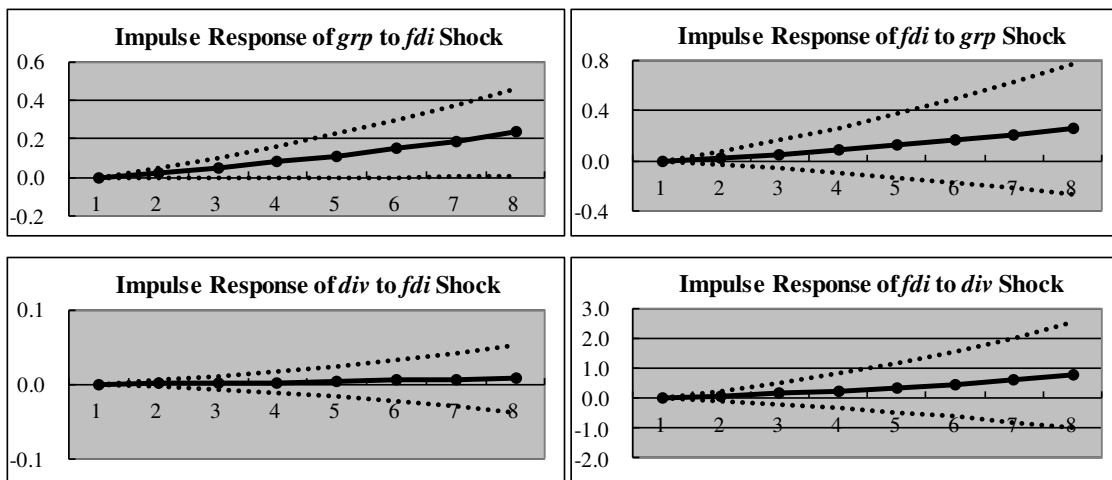 Impulse Response of grp to fdi Shock
0.6
0.4
0.2
0.0
-0.2
1 2 3 4 5 6 7 8
Impulse Response of fdi to grp Shock
0.8
0.4
0.0
-0.4
1 2 3 4 5 6 7 8
Impulse Response of div to fdi Shock
0.1
0.0
-0.1
1 2 3 4 5 6 7 8
Impulse Response of fdi to div Shock
3.0
2.0
1.0
0.0
-1.0
-2.0
1 2 3 4 5 6 7 8